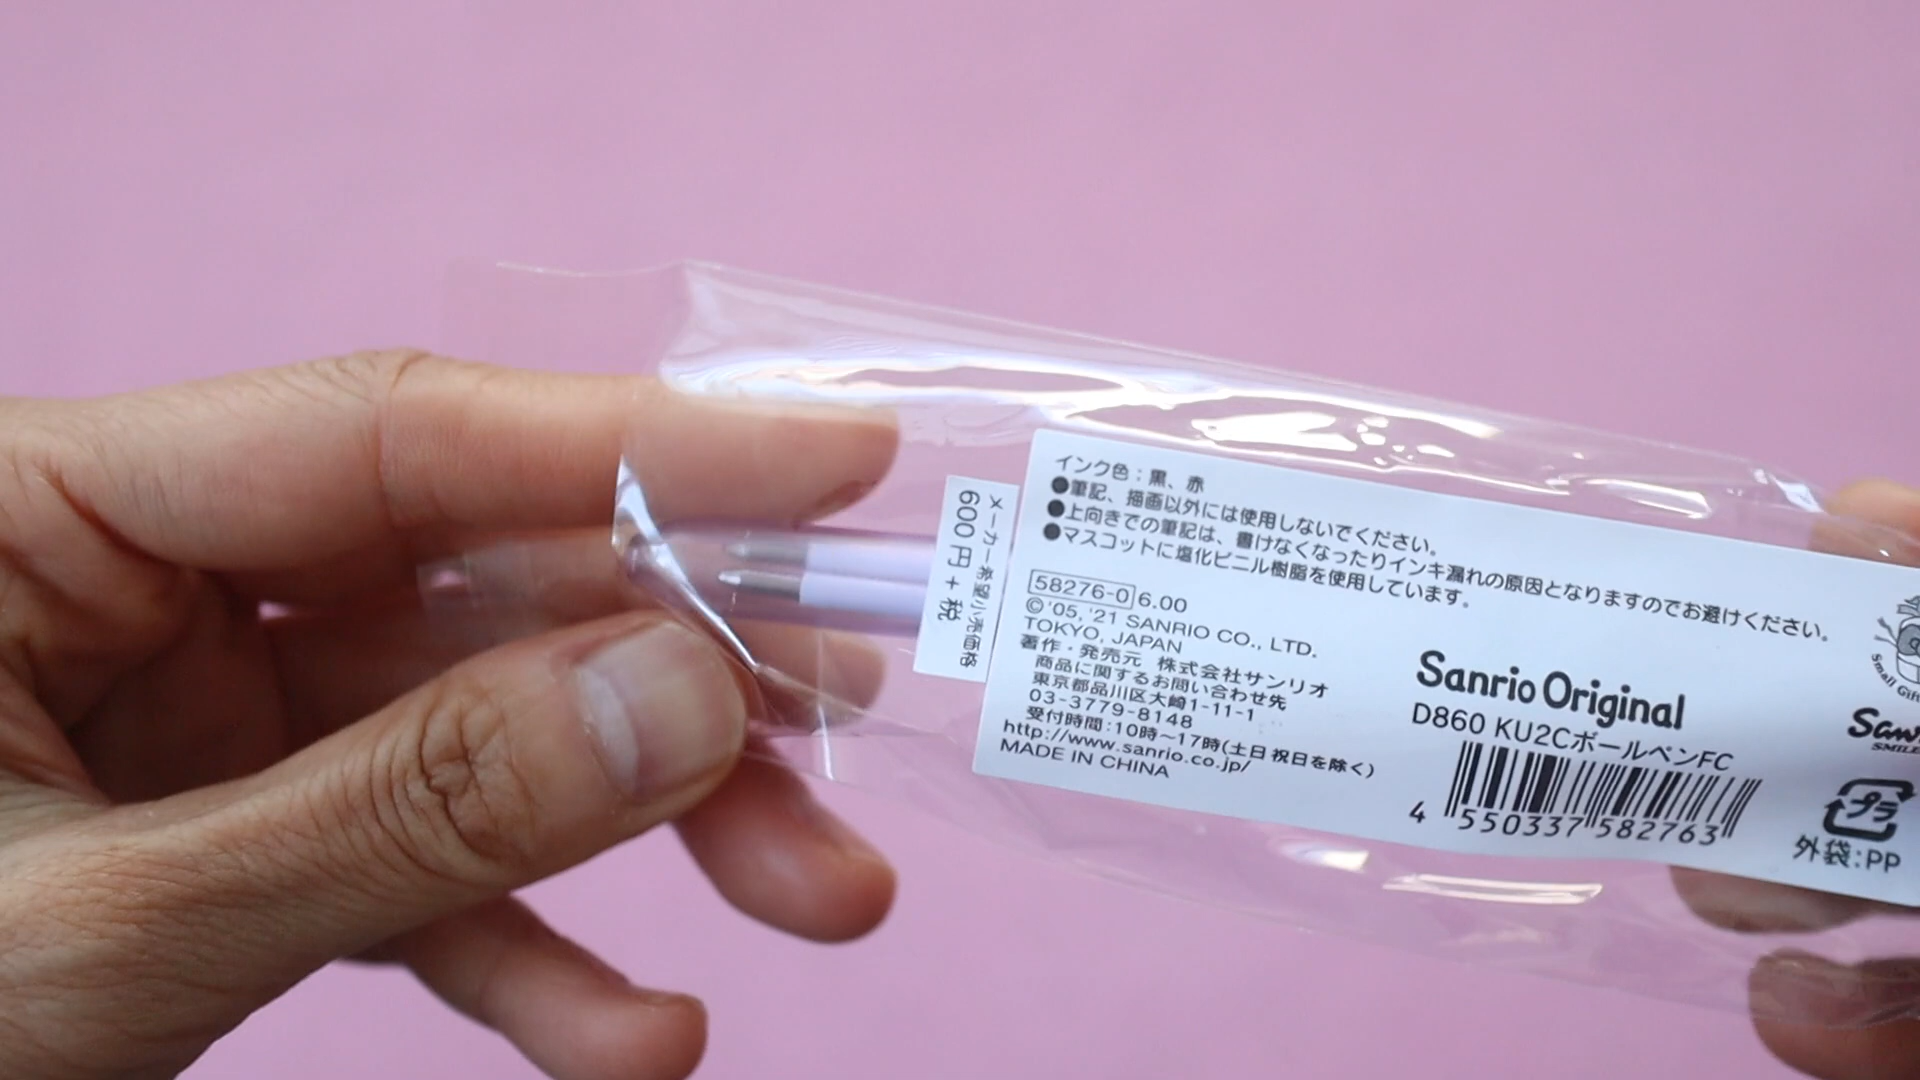 メーカー希望小売価格
600円+税
インク色:黒、赤
●筆記、描画以外には使用しないでください。
●上向きでの筆記は、書けなくなったりインキ漏れの原因となりますのでお避けください。
●マスコットに塩化ビニル樹脂を使用しています。
58276-0 6.00
©'05, '21 SANRIO CO., LTD.
TOKYO, JAPAN
著作・発売元 株式会社サンリオ
商品に関するお問い合わせ先
東京都品川区大崎1-11-1
03-3779-8148
受付時間:10時〜17時(土日祝日を除く)
http://www.sanrio.co.jp/
MADE IN CHINA
Sanrio Original
D860 KU2CボールペンFC
4 550337 582763
Small
プラ
外袋:PP